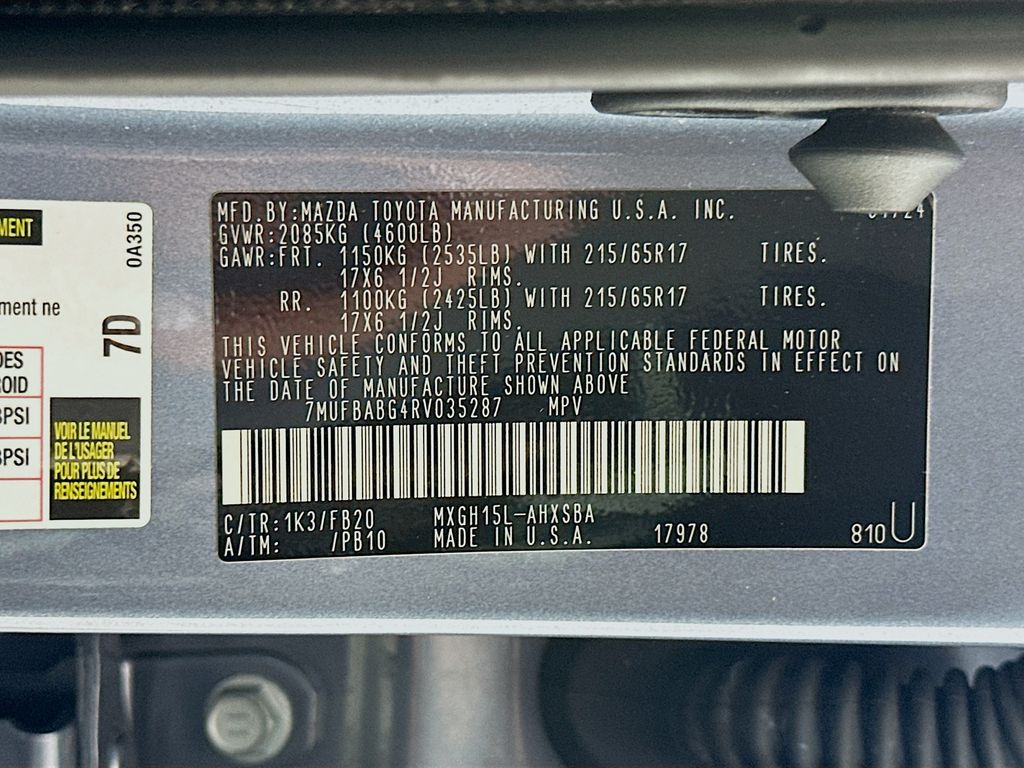 MENT
0A350
ment ne
7D
DES
ROID
BPSI
BPSI
VOIR LE MANUEL
DE L'USAGER
POUR PLUS DE
RENSEIGNEMENTS
MFD.BY:MAZDA TOYOTA MANUFACTURING U.S.A. INC.
GVWR:2085KG (4600LB)
GAWR:FRT. 1150KG (2535LB) WITH 215/65R17 TIRES.
17X6 1/2J RIMS.
RR. 1100KG (2425LB) WITH 215/65R17 TIRES.
17X6 1/2J RIMS.
THIS VEHICLE CONFORMS TO ALL APPLICABLE FEDERAL MOTOR
VEHICLE SAFETY AND THEFT PREVENTION STANDARDS IN EFFECT ON
THE DATE OF MANUFACTURE SHOWN ABOVE
7MUFBABG4RV035287 MPV
C/TR:1K3/FB20 MXGH15L-AHXSBA
A/TM: /PB10 MADE IN U.S.A. 17978 810 U